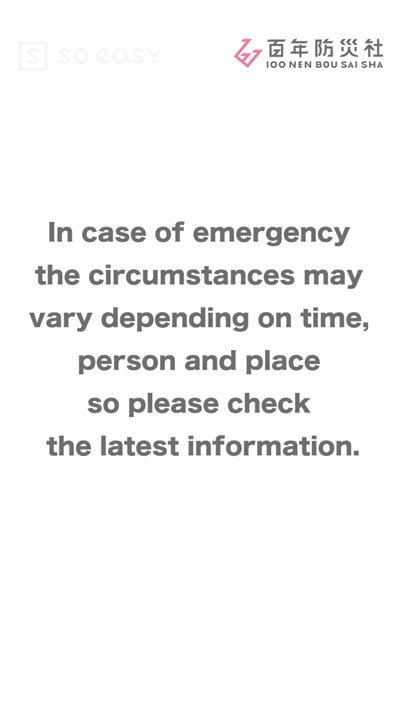 S so easy
百年防災社
100 NEN BOU SAI SHA
In case of emergency
the circumstances may
vary depending on time,
person and place
so please check
the latest information.